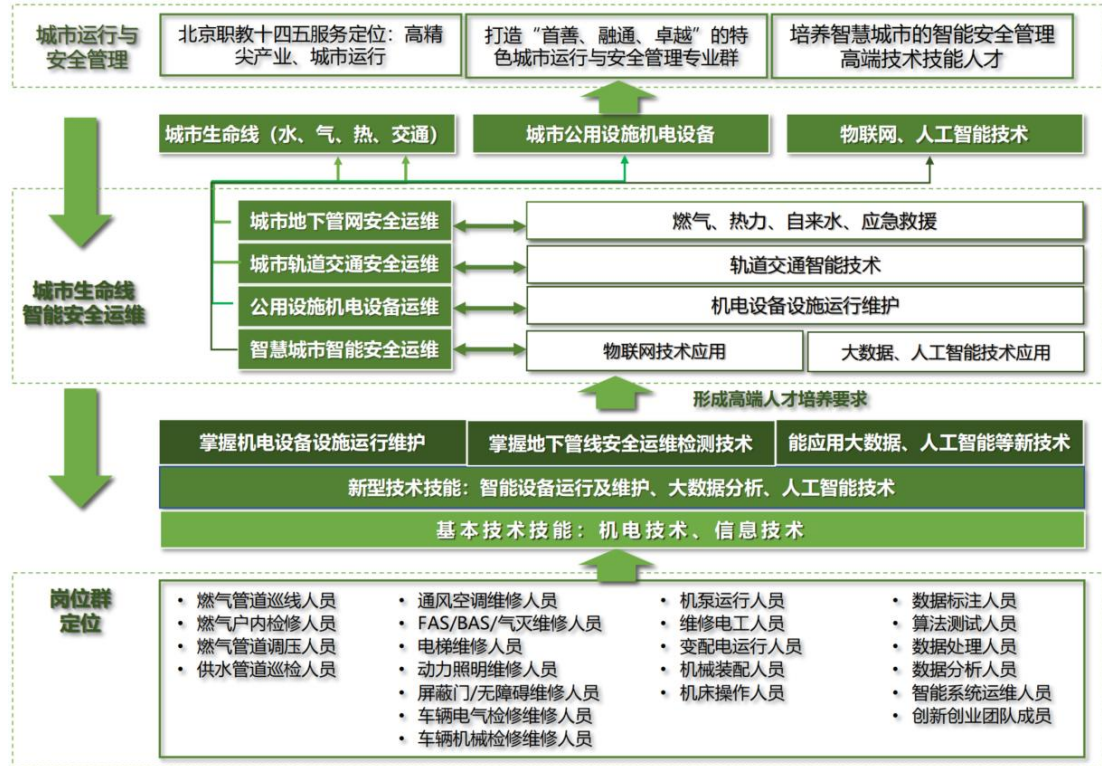 城市运行与
安全管理
北京职教十四五服务定位：高精
尖产业、城市运行
打造“首善、融通、卓越”的特
色城市运行与安全管理专业群
培养智慧城市的智能安全管理
高端技术技能人才
城市生命线（水、气、热、交通）
城市公用设施机电设备
物联网、人工智能技术
城市生命线
智能安全运维
城市地下管网安全运维
燃气、热力、自来水、应急救援
城市轨道交通安全运维
轨道交通智能技术
公用设施机电设备运维
机电设备设施运行维护
智慧城市智能安全运维
物联网技术应用
大数据、人工智能技术应用
形成高端人才培养要求
掌握机电设备设施运行维护
掌握地下管线安全运维检测技术
能应用大数据、人工智能等新技术
新型技术技能：智能设备运行及维护、大数据分析、人工智能技术
基本技术技能：机电技术、信息技术
岗位群
定位
• 燃气管道巡线人员
• 燃气户内检修人员
• 燃气管道调压人员
• 供水管道巡检人员
• 通风空调维修人员
• FAS/BAS/气灭维修人员
• 电梯维修人员
• 动力照明维修人员
• 屏蔽门/无障碍维修人员
• 车辆电气检修维修人员
• 车辆机械检修维修人员
• 机泵运行人员
• 维修电工人员
• 变配电运行人员
• 机械装配人员
• 机床操作人员
• 数据标注人员
• 算法测试人员
• 数据处理人员
• 数据分析人员
• 智能系统运维人员
• 创新创业团队成员